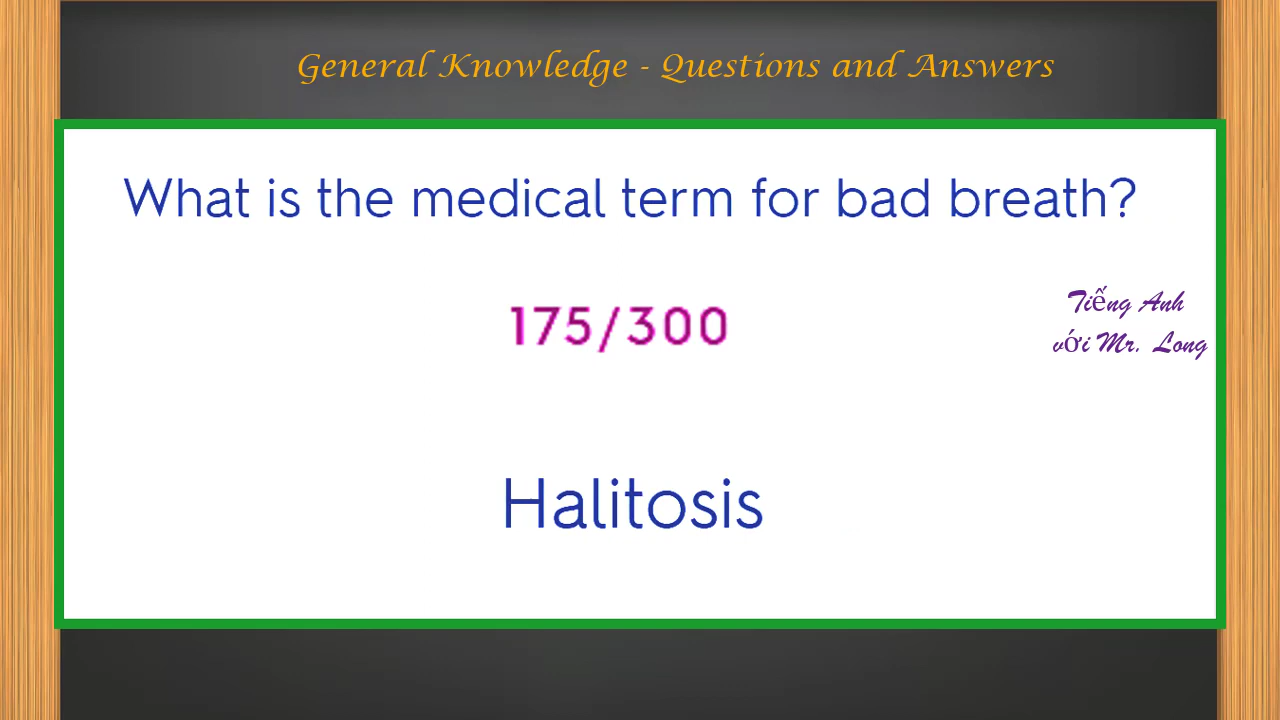 General Knowledge - Questions and Answers
What is the medical term for bad breath?
175/300
Tiếng Anh
với Mr. Long
Halitosis